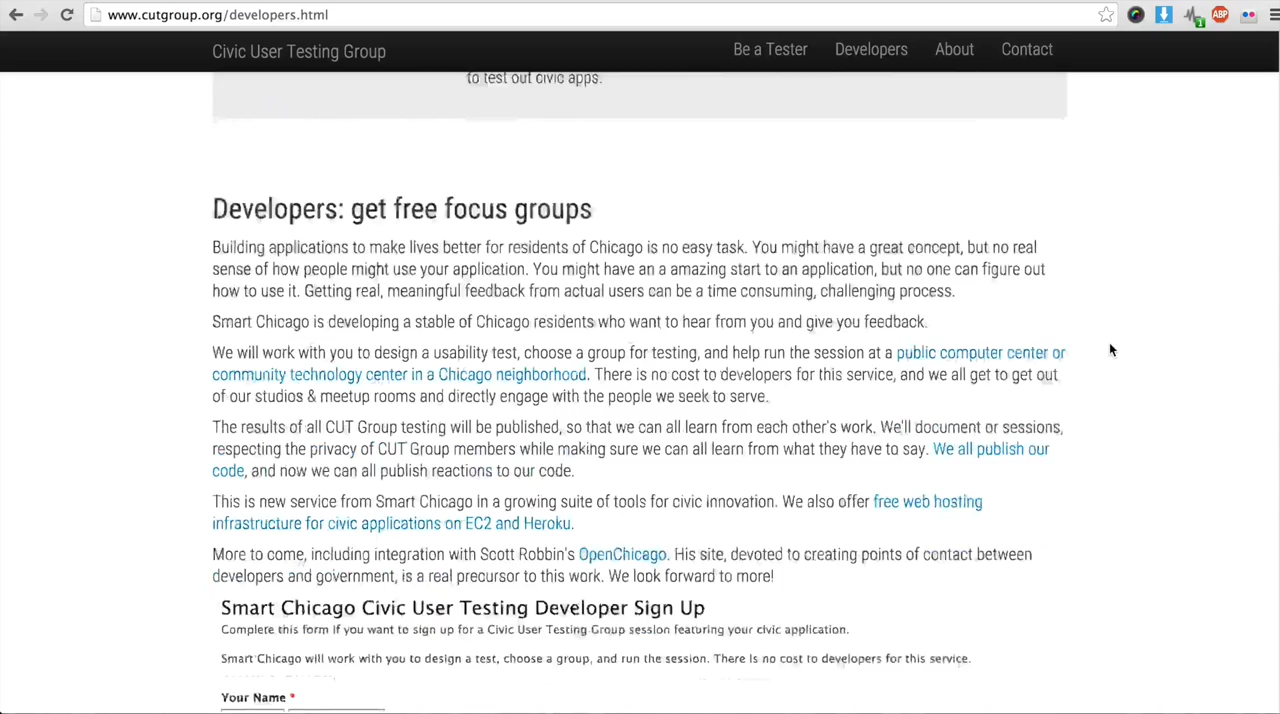 www.cutgroup.org/developers.html
1
ABP
Civic User Testing Group
Be a Tester
Developers
About
Contact
to test out civic apps.
Developers: get free focus groups
Building applications to make lives better for residents of Chicago is no easy task. You might have a great concept, but no real
sense of how people might use your application. You might have an a amazing start to an application, but no one can figure out
how to use it. Getting real, meaningful feedback from actual users can be a time consuming, challenging process.
Smart Chicago is developing a stable of Chicago residents who want to hear from you and give you feedback.
We will work with you to design a usability test, choose a group for testing, and help run the session at a public computer center or
community technology center in a Chicago neighborhood. There is no cost to developers for this service, and we all get to get out
of our studios & meetup rooms and directly engage with the people we seek to serve.
The results of all CUT Group testing will be published, so that we can all learn from each other's work. We'll document or sessions,
respecting the privacy of CUT Group members while making sure we can all learn from what they have to say. We all publish our
code, and now we can all publish reactions to our code.
This is new service from Smart Chicago in a growing suite of tools for civic innovation. We also offer free web hosting
infrastructure for civic applications on EC2 and Heroku.
More to come, including integration with Scott Robbin's OpenChicago. His site, devoted to creating points of contact between
developers and government, is a real precursor to this work. We look forward to more!
Smart Chicago Civic User Testing Developer Sign Up
Complete this form if you want to sign up for a Civic User Testing Group session featuring your civic application.
Smart Chicago will work with you to design a test, choose a group, and run the session. There is no cost to developers for this service.
Your Name *